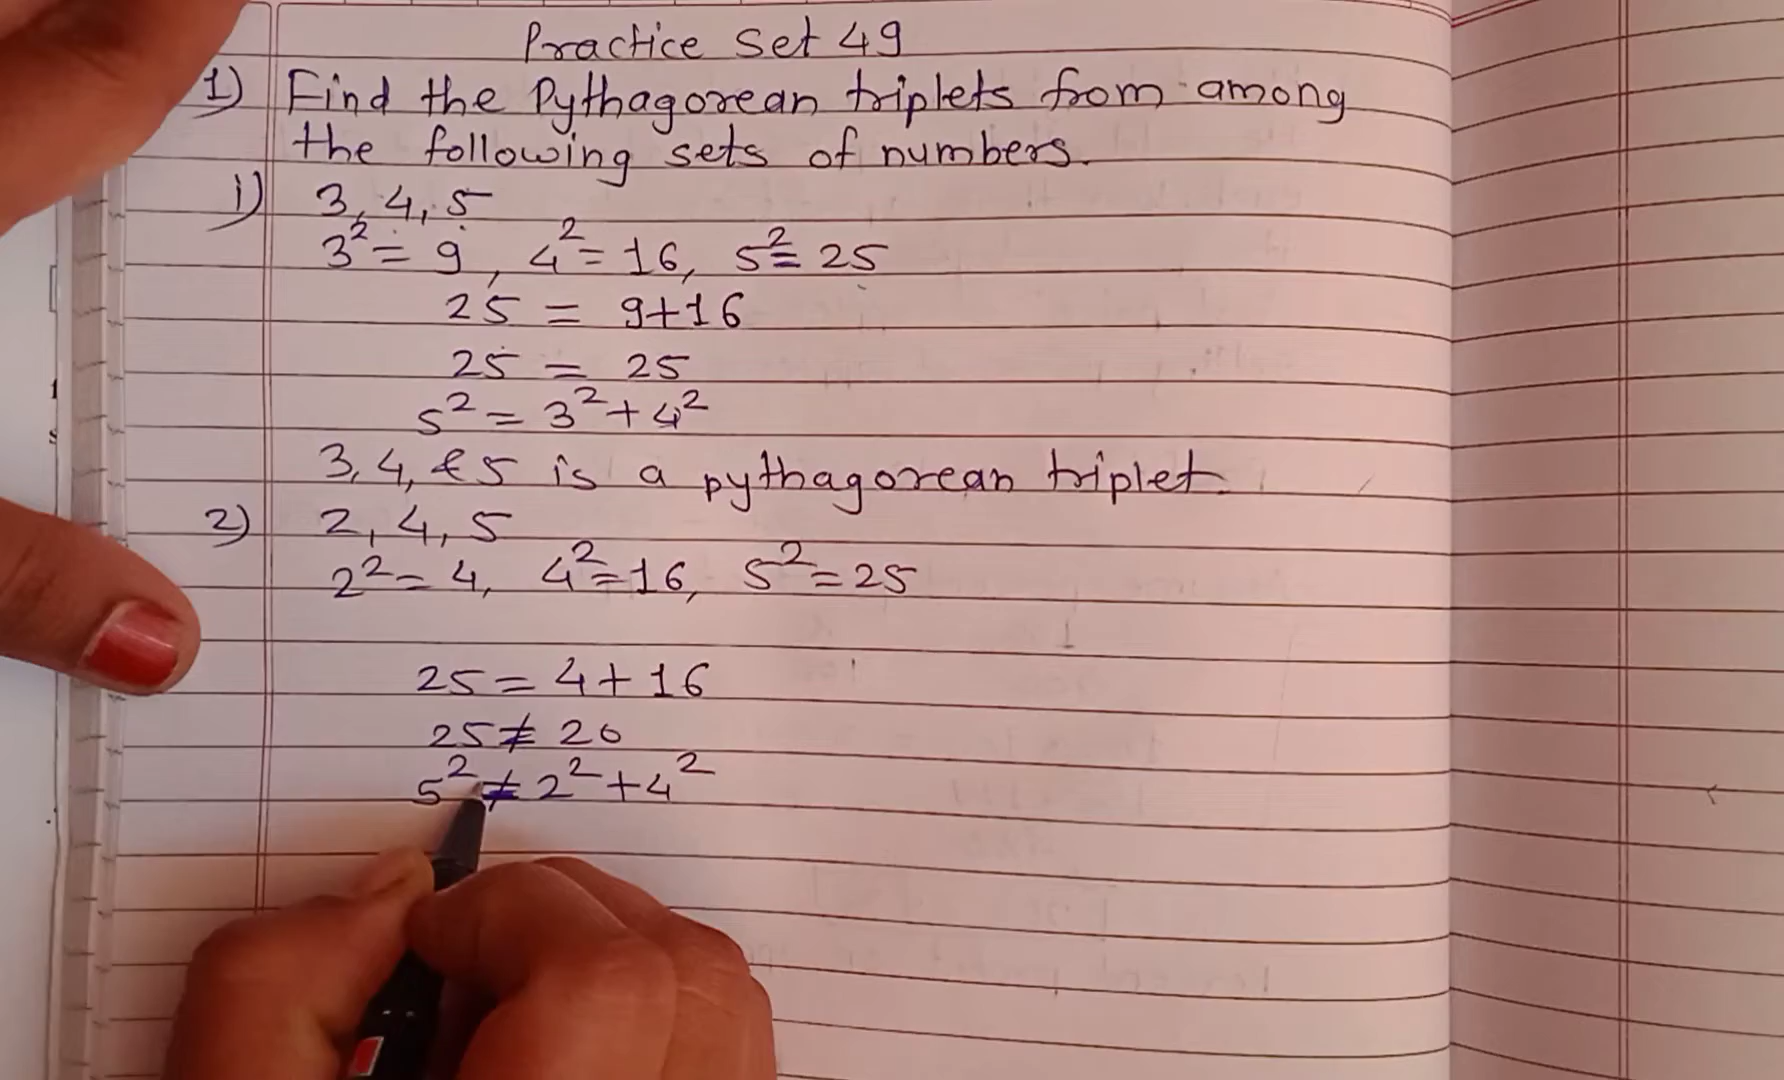 Practice Set 49
1) Find the Pythagorean triplets from among
the following sets of numbers.
i) 3, 4, 5
3² = 9, 4² = 16, 5² = 25
25 = 9+16
25 = 25
5² = 3² + 4²
3, 4, & 5 is a pythagorean triplet.
2) 2, 4, 5
2² = 4, 4² = 16, 5² = 25
25 = 4 + 16
25 ≠ 20
5² ≠ 2² + 4²